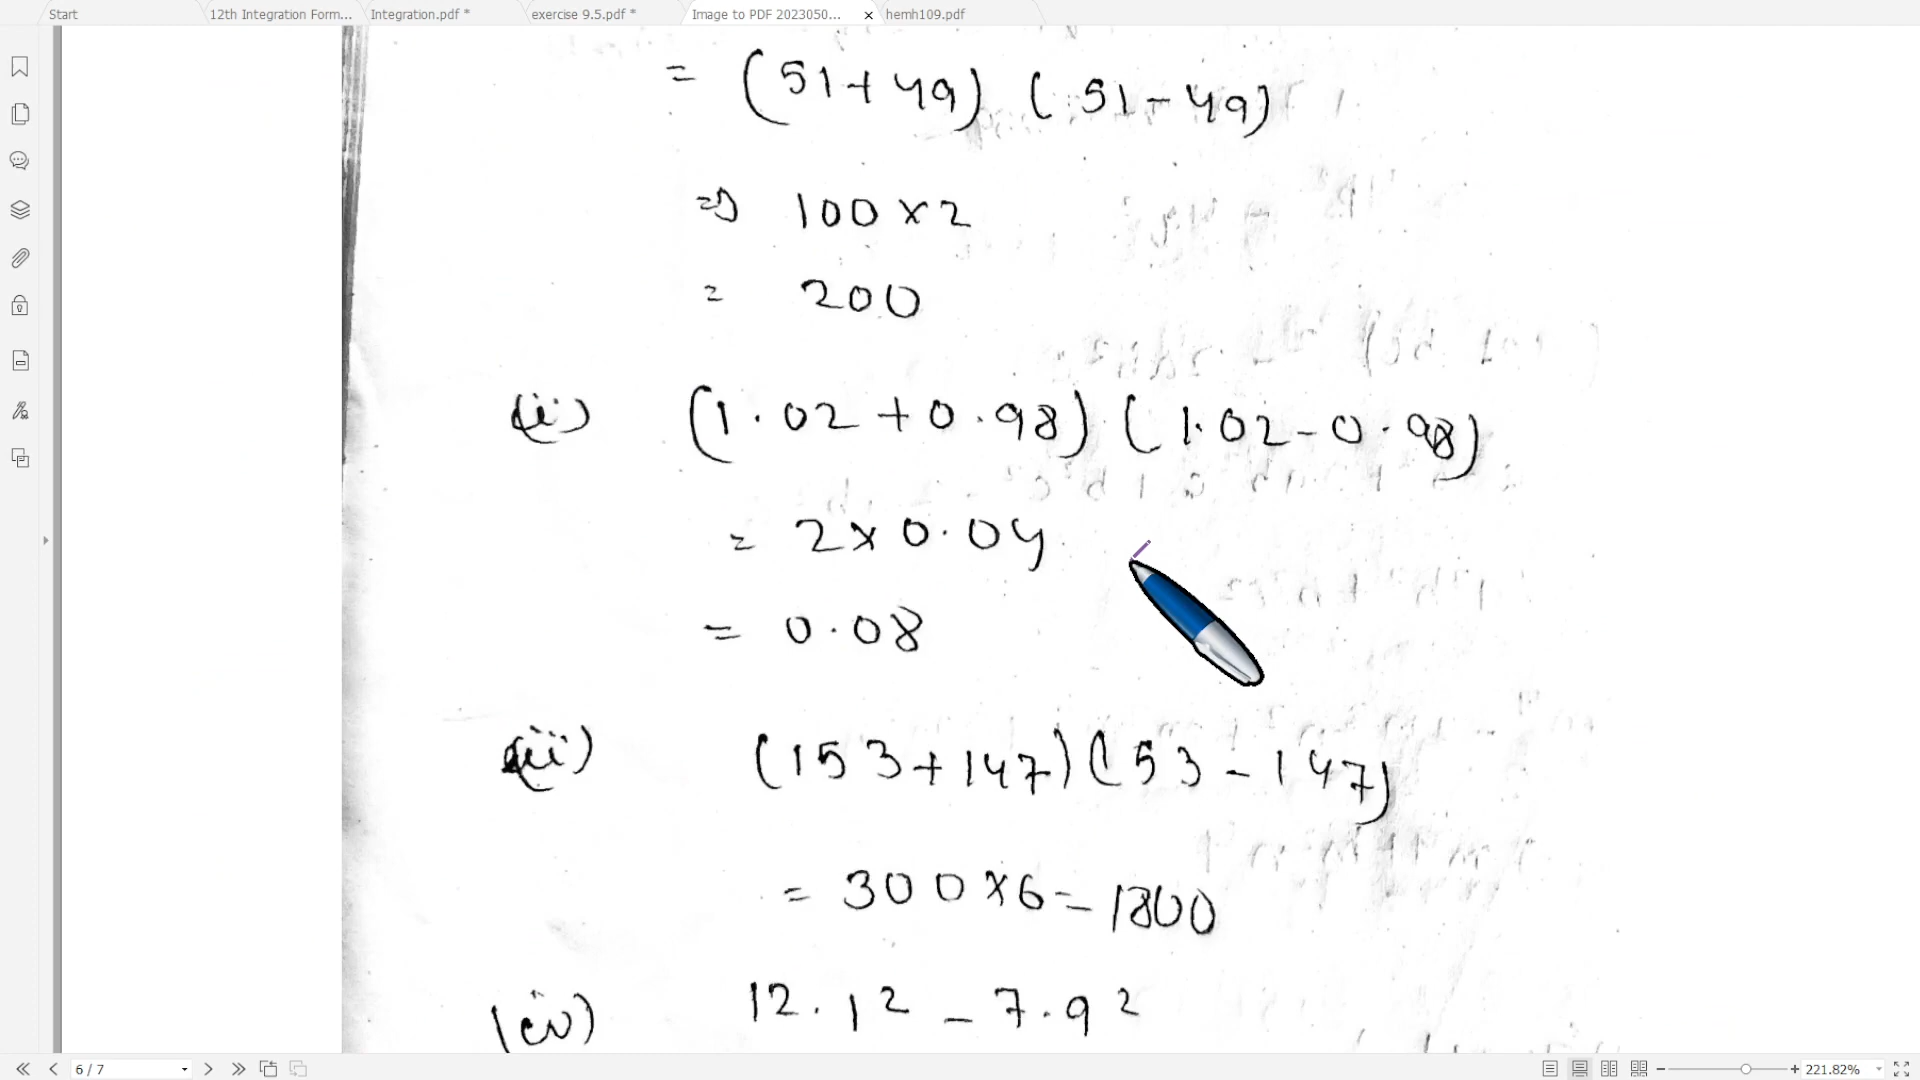 Start 12th Integration Form... Integration.pdf * exercise 9.5.pdf * Image to PDF 2023050... × hemh109.pdf
= (51+49) (51-49)
=> 100×2
= 200
(ii) (1.02+0.98) (1.02-0.98)
= 2×0.04
= 0.08
(iii) (153+147)(53-147)
= 300×6=1800
(iv) 12.1² - 7.9²
6 / 7 221.82%